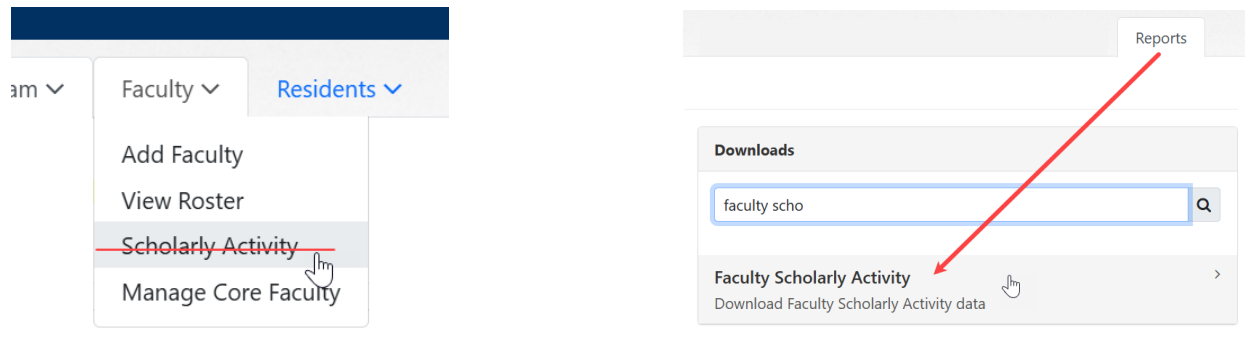 am
Faculty
Residents
Add Faculty
View Roster
Scholarly Activity
Manage Core Faculty
Reports
Downloads
faculty scho
Faculty Scholarly Activity
Download Faculty Scholarly Activity data